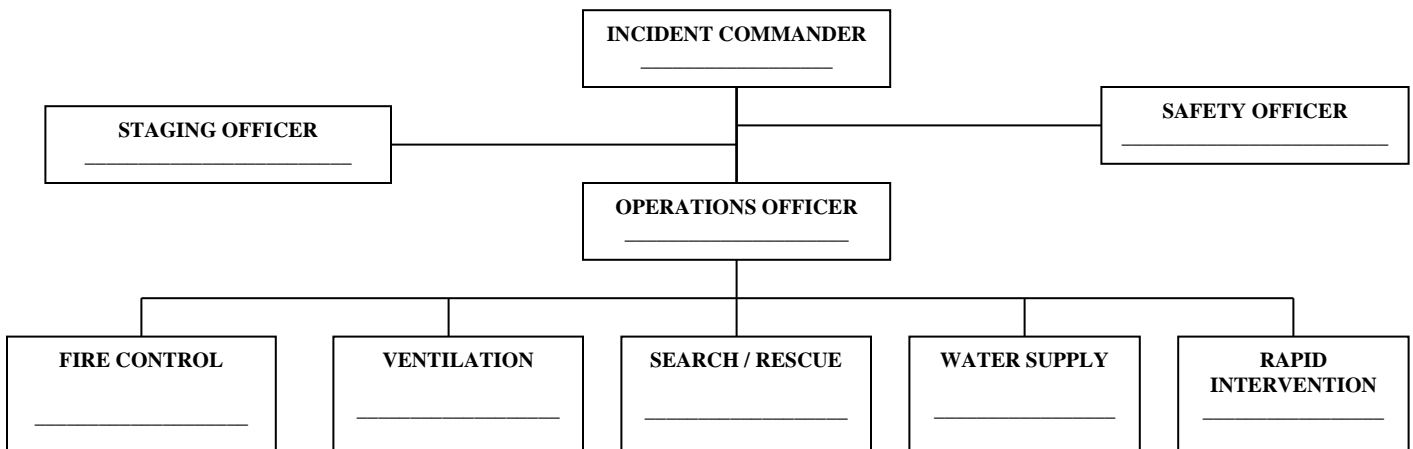 INCIDENT COMMANDER
STAGING OFFICER
SAFETY OFFICER
OPERATIONS OFFICER
FIRE CONTROL
VENTILATION
SEARCH / RESCUE
WATER SUPPLY
RAPID
INTERVENTION